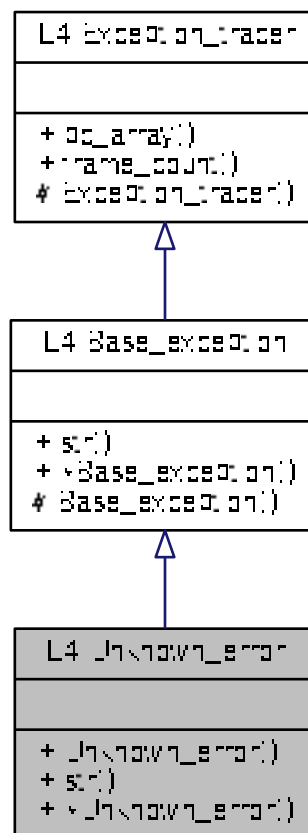 L4 Exception_tracer
+ pc_array()
+ frame_count()
# Exception_tracer()
L4 Base_exception
+ str()
+ ~Base_exception()
# Base_exception()
L4 Unknown_error
+ Unknown_error()
+ str()
+ ~Unknown_error()